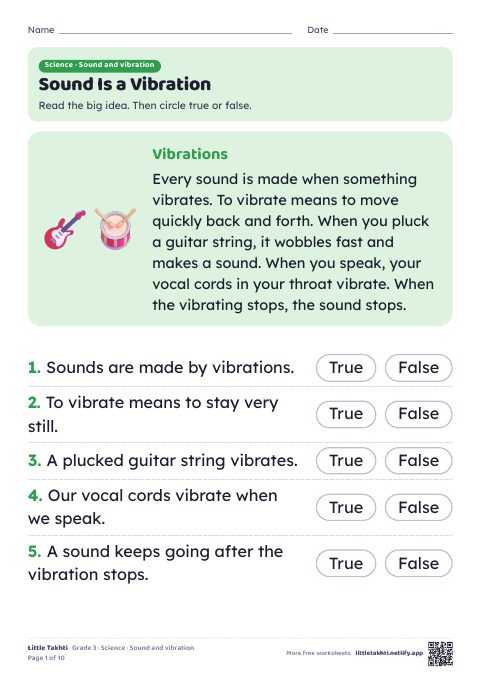 Name Date
Science · Sound and vibration
Sound Is a Vibration
Read the big idea. Then circle true or false.
Vibrations
Every sound is made when something
vibrates. To vibrate means to move
quickly back and forth. When you pluck
a guitar string, it wobbles fast and
makes a sound. When you speak, your
vocal cords in your throat vibrate. When
the vibrating stops, the sound stops.
1. Sounds are made by vibrations. True False
2. To vibrate means to stay very
still. True False
3. A plucked guitar string vibrates. True False
4. Our vocal cords vibrate when
we speak. True False
5. A sound keeps going after the
vibration stops. True False
Little Takhti · Grade 3 · Science · Sound and vibration
Page 1 of 10
More free worksheets · littletakhti.netlify.app